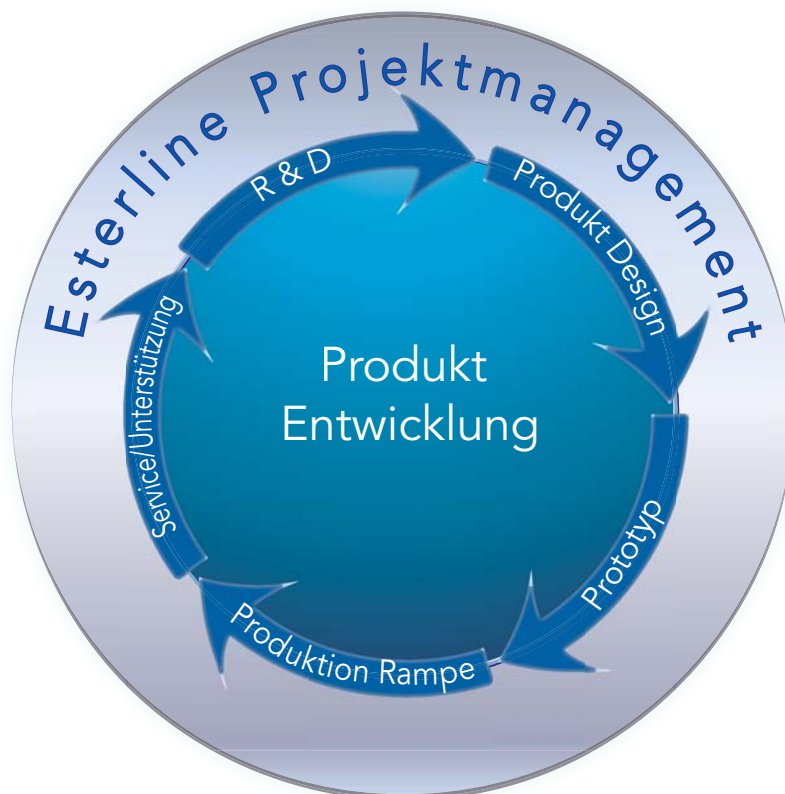 Esterline Projektmanagement
R & D
Produkt Design
Prototyp
Produktion Rampe
Service/Unterstützung
Produkt
Entwicklung